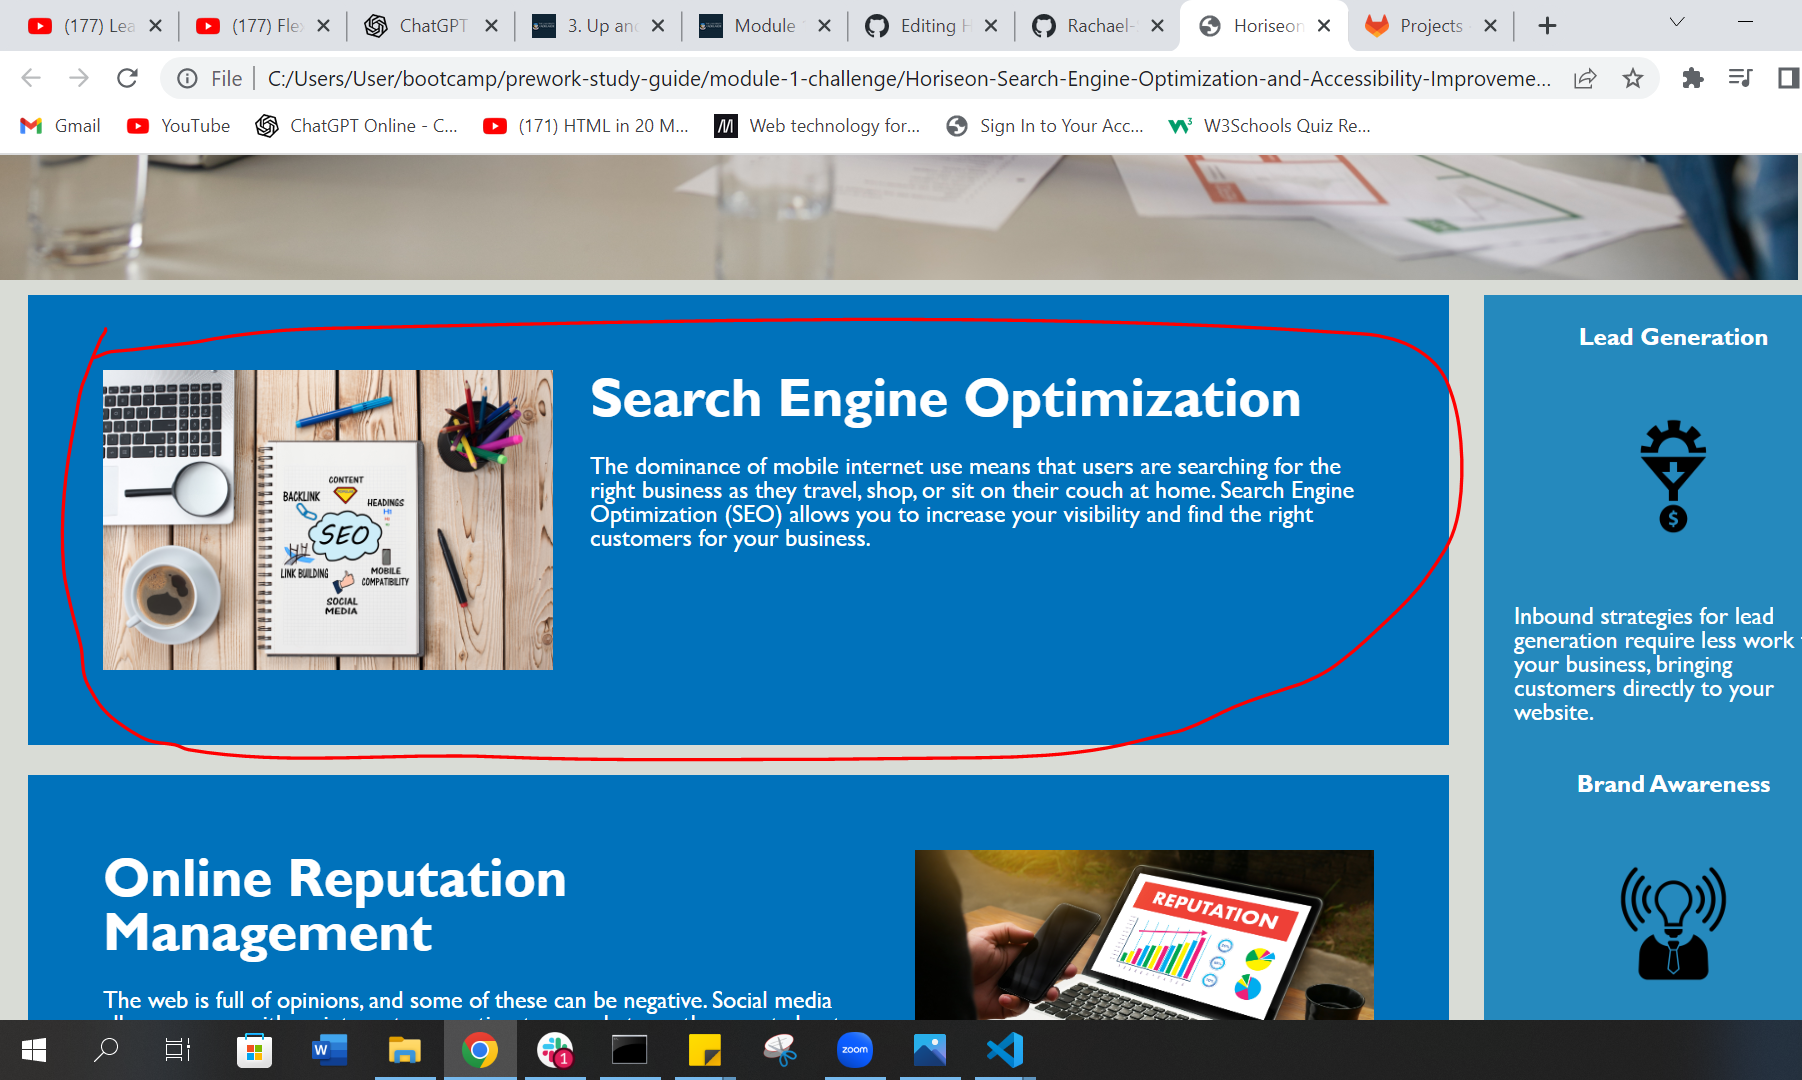 (177) Lea
(177) Flex
ChatGPT
3. Up and
Module
Editing H
Rachael-
Horiseon
Projects
File
C:/Users/User/bootcamp/prework-study-guide/module-1-challenge/Horiseon-Search-Engine-Optimization-and-Accessibility-Improveme...
Gmail
YouTube
ChatGPT Online - C...
(171) HTML in 20 M...
Web technology for...
Sign In to Your Acc...
W3Schools Quiz Re...
Search Engine Optimization
The dominance of mobile internet use means that users are searching for the
right business as they travel, shop, or sit on their couch at home. Search Engine
Optimization (SEO) allows you to increase your visibility and find the right
customers for your business.
CONTENT
BACKLINK
HEADINGS
H1
SEO
LINK BUILDING
MOBILE
COMPATIBILITY
SOCIAL
MEDIA
Lead Generation
$
Inbound strategies for lead
generation require less work
your business, bringing
customers directly to your
website.
Brand Awareness
Online Reputation
Management
The web is full of opinions, and some of these can be negative. Social media
REPUTATION
W
1
zoom